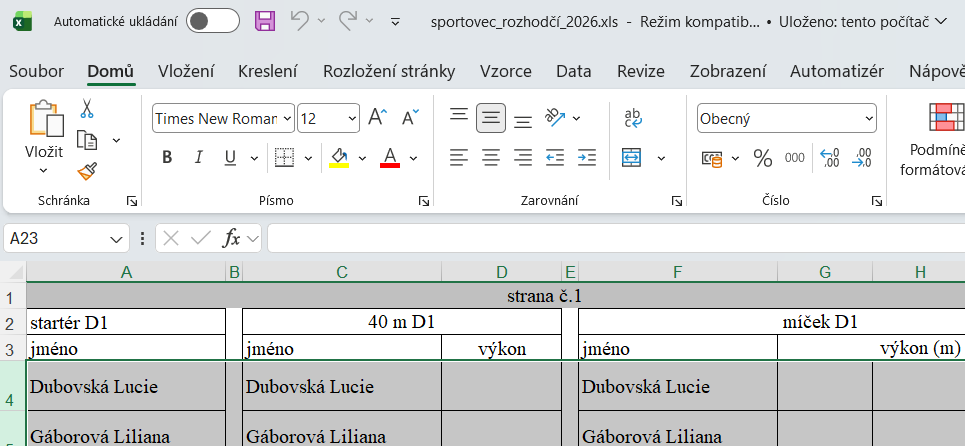 Automatické ukládání sportovec_rozhodčí_2026.xls - Režim kompatib... • Uloženo: tento počítač
Soubor Domů Vložení Kreslení Rozložení stránky Vzorce Data Revize Zobrazení Automatizér Nápově
Times New Roman 12 Obecný
Vložit B I U A % 000 Podmíně
formátová
Schránka Písmo Zarovnání Číslo
A23 fx
A B C D E F G H
1 strana č.1
2 startér D1 40 m D1 míček D1
3 jméno jméno výkon jméno výkon (m)
4 Dubovská Lucie Dubovská Lucie Dubovská Lucie
Gáborová Liliana Gáborová Liliana Gáborová Liliana